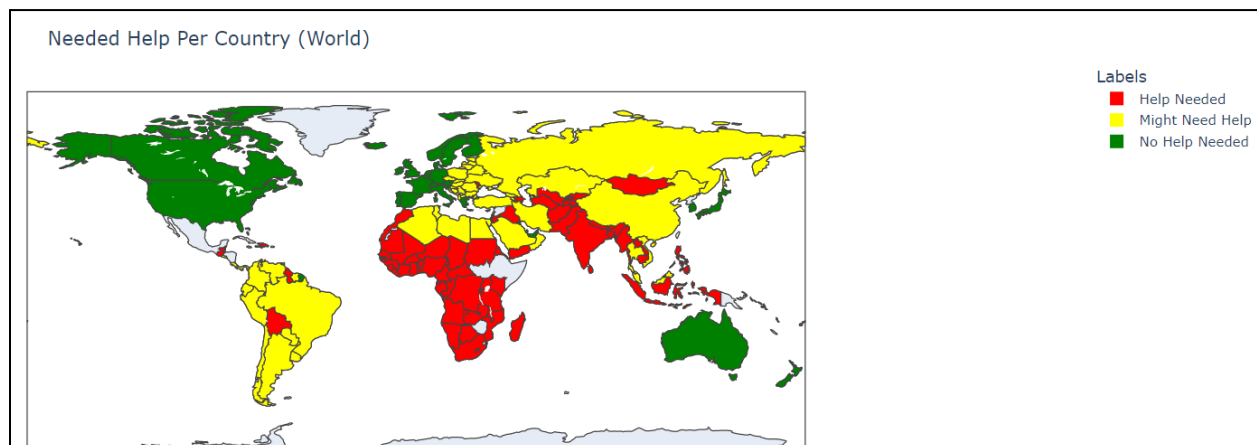 Needed Help Per Country (World)
Labels
Help Needed
Might Need Help
No Help Needed